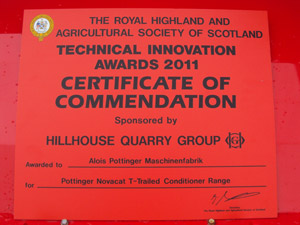 THE ROYAL HIGHLAND AND
AGRICULTURAL SOCIETY OF SCOTLAND
TECHNICAL INNOVATION
AWARDS 2011
CERTIFICATE OF
COMMENDATION
Sponsored by
HILLHOUSE QUARRY GROUP
Awarded to Alois Pottinger Maschinenfabrik
for Pottinger Novacat T-Trailed Conditioner Range